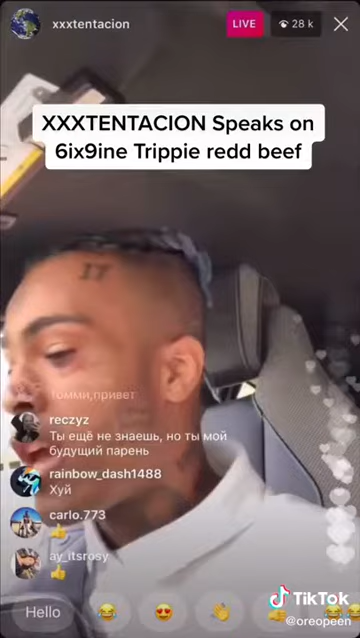 xxxtentacion
LIVE
28 k
XXXTENTACION Speaks on
6ix9ine Trippie redd beef
17
томми,привет
reczyz
Ты ещё не знаешь, но ты мой
будущий парень
rainbow_dash1488
Хуй
carlo.773
ay_itsrosy
Hello
TikTok
@oreopeen